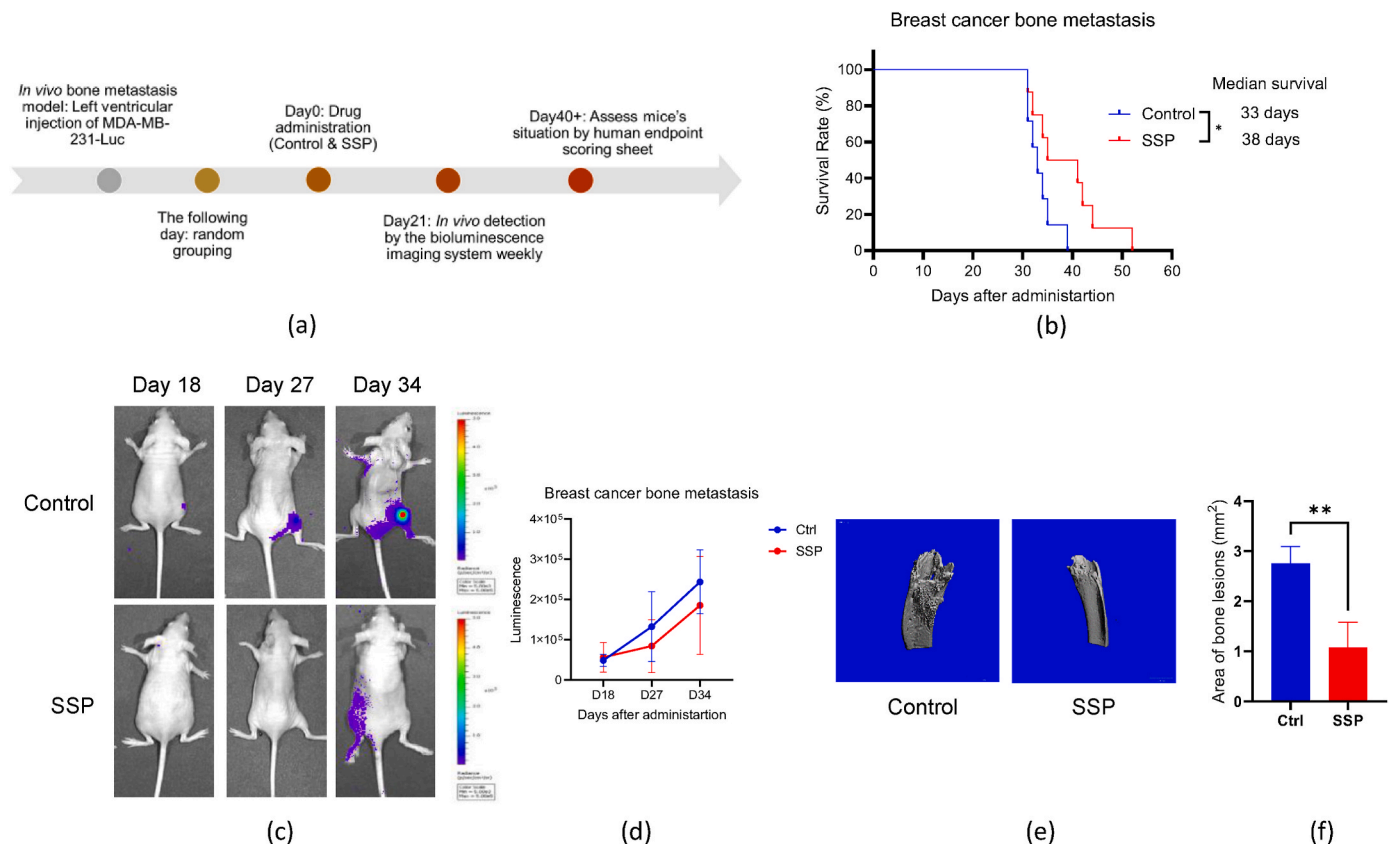 In vivo bone metastasis
model: Left ventricular
injection of MDA-MB-
231-Luc
Day0: Drug
administration
(Control & SSP)
Day40+: Assess mice's
situation by human endpoint
scoring sheet
The following
day: random
grouping
Day21: In vivo detection
by the bioluminescence
imaging system weekly
(a)
Breast cancer bone metastasis
Survival Rate (%)
100
80
60
40
20
0
0 10 20 30 40 50 60
Days after administartion
Median survival
Control 33 days
*
SSP 38 days
(b)
Day 18 Day 27 Day 34
Control
SSP
Luminescence
Luminescence
(c)
Breast cancer bone metastasis
Luminescence
4×10⁵
3×10⁵
2×10⁵
1×10⁵
0
D18 D27 D34
Days after administartion
Ctrl
SSP
(d)
Control SSP
(e)
Area of bone lesions (mm²)
4
3
2
1
0
**
Ctrl SSP
(f)